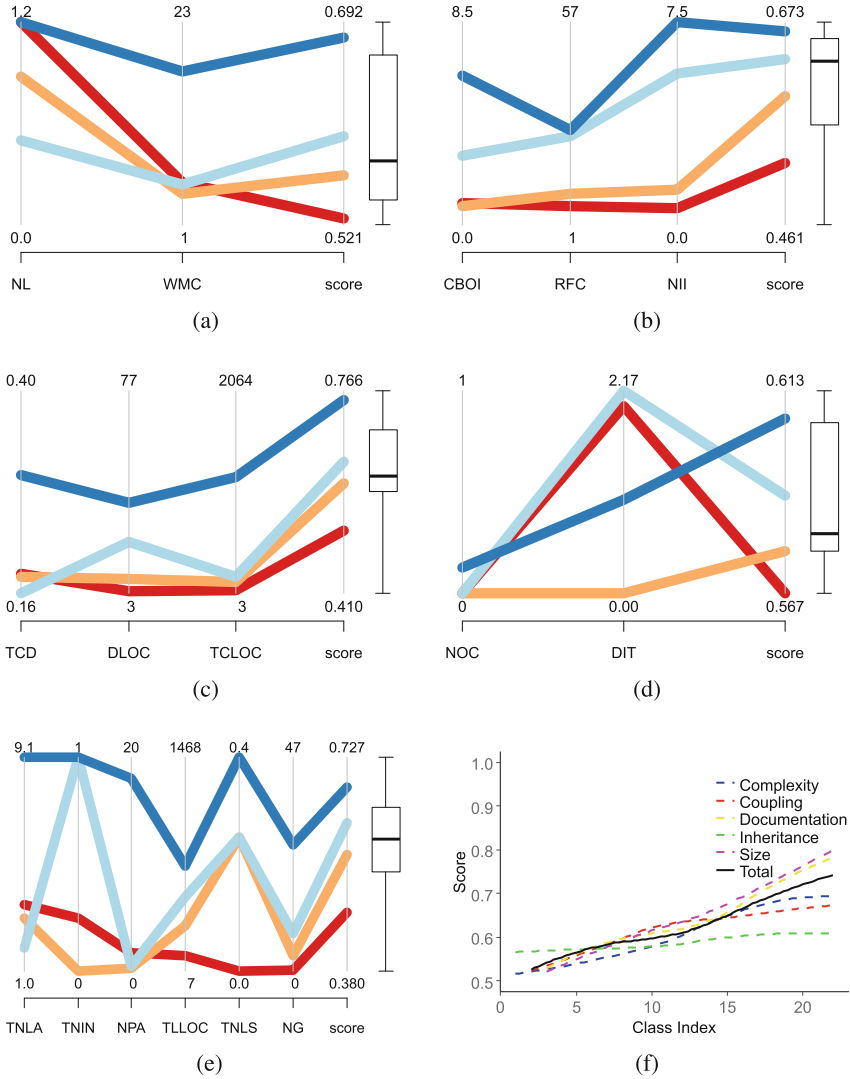 1.2 23 0.692
0.0 1 0.521
NL WMC score
(a)
8.5 57 7.5 0.673
0.0 1 0.0 0.461
CBOI RFC NII score
(b)
0.40 77 2064 0.766
0.16 3 3 0.410
TCD DLOC TCLOC score
(c)
1 2.17 0.613
0 0.00 0.567
NOC DIT score
(d)
9.1 1 20 1468 0.4 47 0.727
1.0 0 0 7 0.0 0 0.380
TNLA TNIN NPA TLLOC TNLS NG score
(e)
Score
1.0
0.9
0.8
0.7
0.6
0.5
Complexity
Coupling
Documentation
Inheritance
Size
Total
0 5 10 15 20
Class Index
(f)